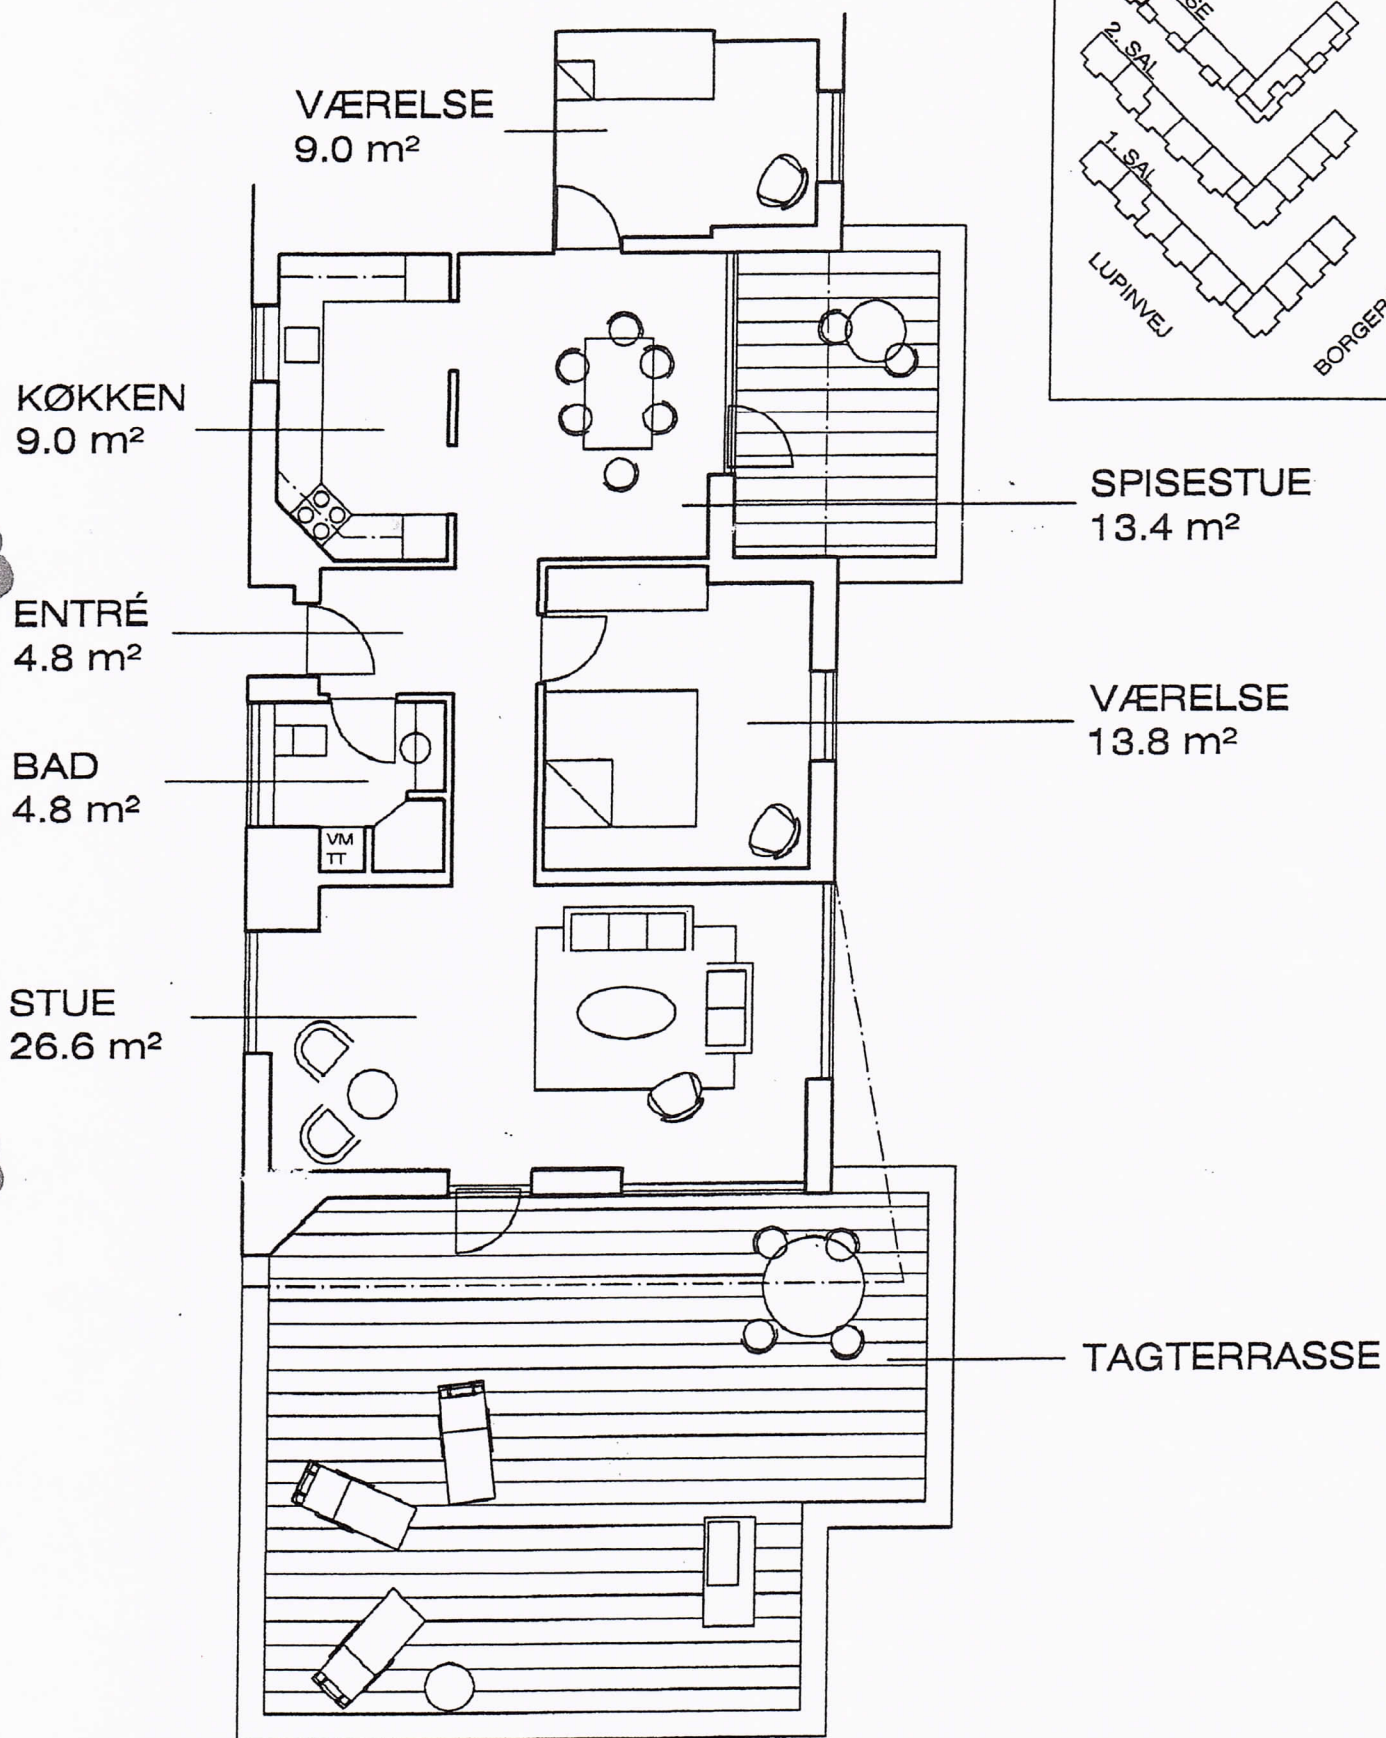 VÆRELSE
9.0 m²
2. SAL
1. SAL
LUPINVEJ
KØKKEN
9.0 m²
SPISESTUE
13.4 m²
ENTRÉ
4.8 m²
VÆRELSE
13.8 m²
BAD
4.8 m²
VM
TT
STUE
26.6 m²
TAGTERRASSE